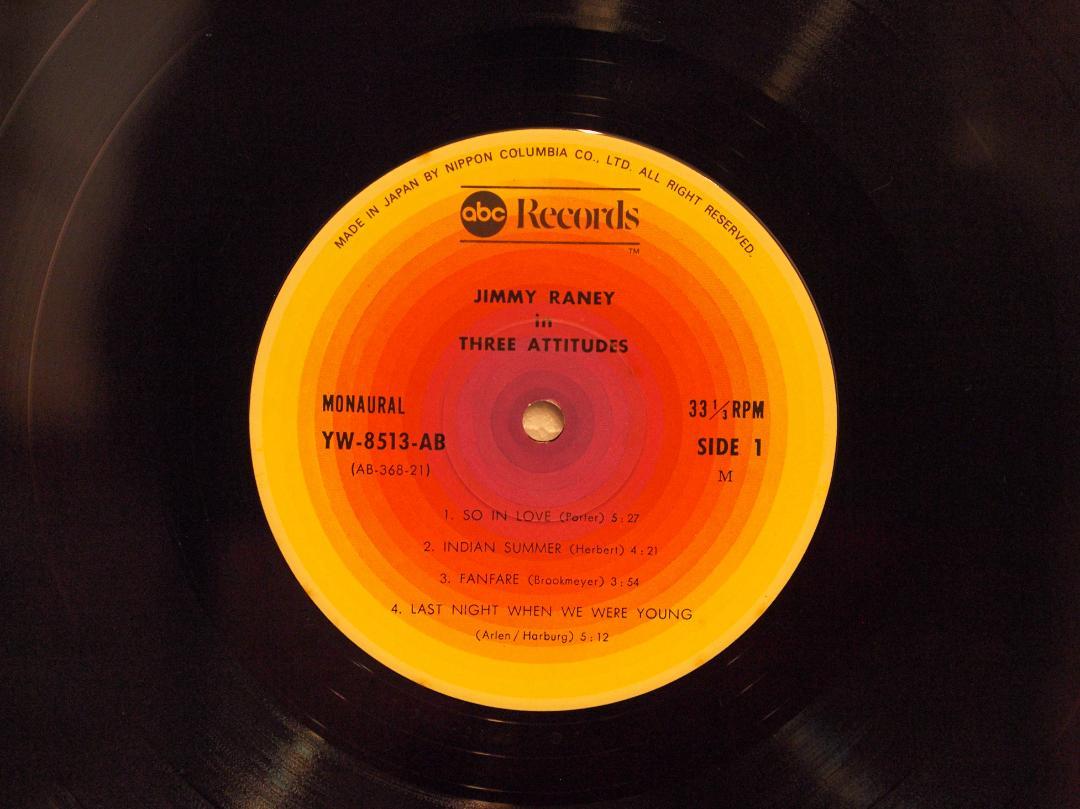 MADE IN JAPAN BY NIPPON COLUMBIA CO., LTD. ALL RIGHT RESERVED.
abc Records
TM
JIMMY RANEY
in
THREE ATTITUDES
MONAURAL
33 1/3 RPM
YW-8513-AB
SIDE 1
(AB-368-21)
M
1. SO IN LOVE (Porter) 5:27
2. INDIAN SUMMER (Herbert) 4:21
3. FANFARE (Brookmeyer) 3:54
4. LAST NIGHT WHEN WE WERE YOUNG
(Arlen/Harburg) 5:12